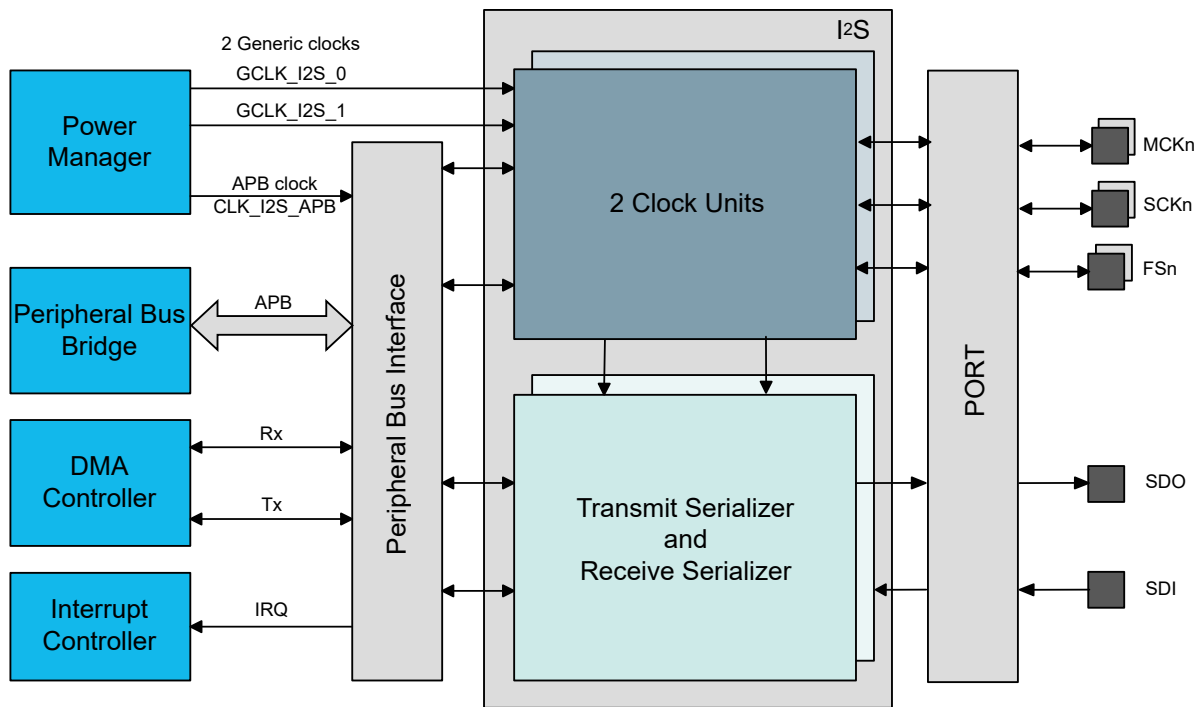 I2S
2 Generic clocks
GCLK_I2S_0
GCLK_I2S_1
Power
Manager
APB clock
CLK_I2S_APB
2 Clock Units
MCKn
SCKn
FSn
Peripheral Bus
Bridge
APB
Peripheral Bus Interface
PORT
DMA
Controller
Rx
Tx
Transmit Serializer
and
Receive Serializer
SDO
SDI
Interrupt
Controller
IRQ